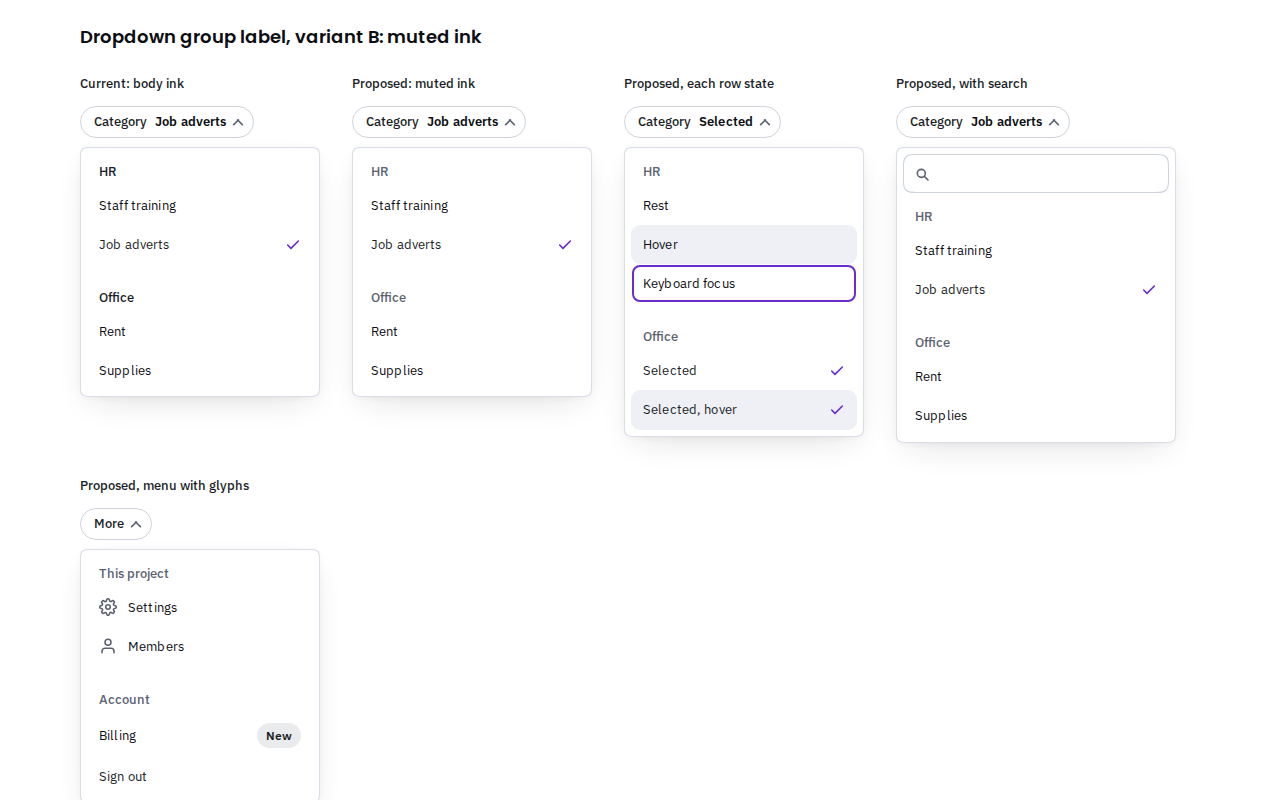 Dropdown group label, variant B: muted ink
Current: body ink
Category Job adverts
HR
Staff training
Job adverts
Office
Rent
Supplies
Proposed: muted ink
Category Job adverts
HR
Staff training
Job adverts
Office
Rent
Supplies
Proposed, each row state
Category Selected
HR
Rest
Hover
Keyboard focus
Office
Selected
Selected, hover
Proposed, with search
Category Job adverts
HR
Staff training
Job adverts
Office
Rent
Supplies
Proposed, menu with glyphs
More
This project
Settings
Members
Account
Billing New
Sign out